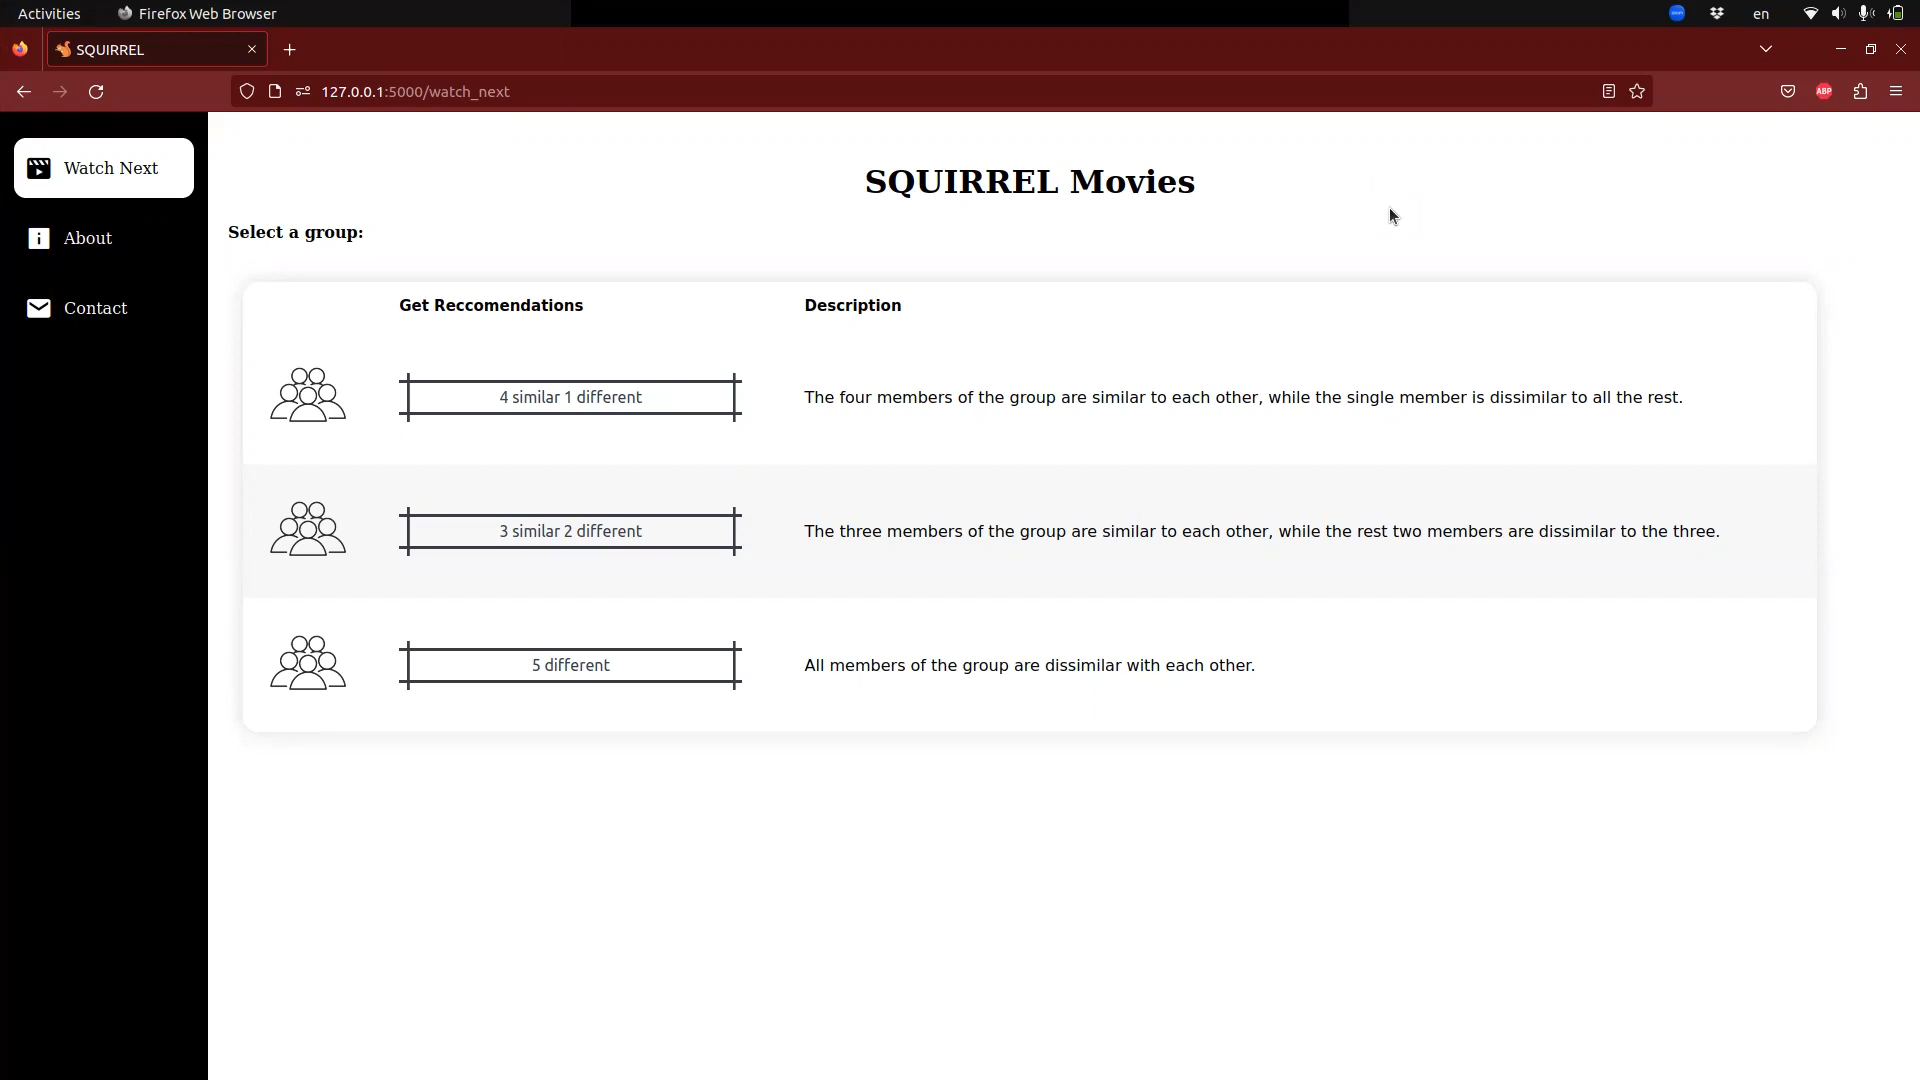 Activities Firefox Web Browser en
SQUIRREL
127.0.0.1:5000/watch_next ABP
Watch Next
About
Contact
SQUIRREL Movies
Select a group:
Get Reccomendations Description
4 similar 1 different The four members of the group are similar to each other, while the single member is dissimilar to all the rest.
3 similar 2 different The three members of the group are similar to each other, while the rest two members are dissimilar to the three.
5 different All members of the group are dissimilar with each other.